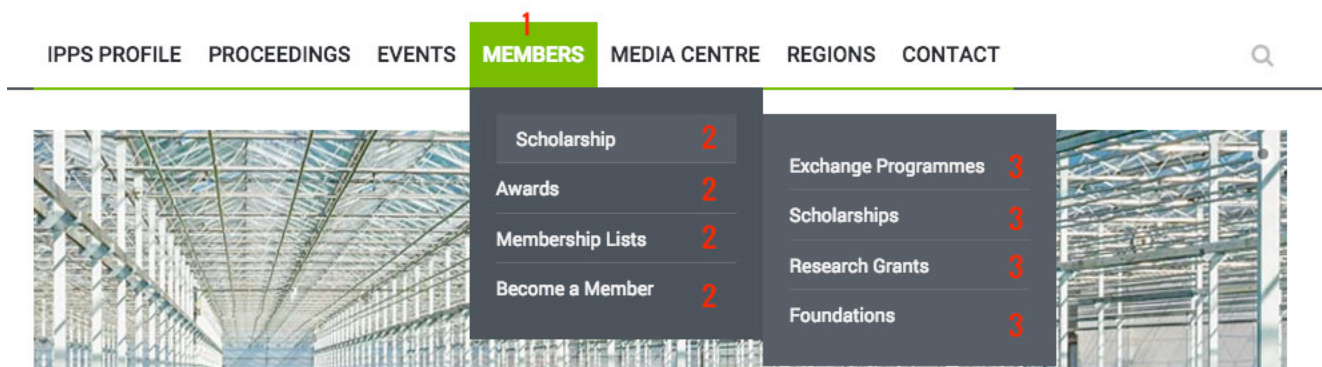 1
IPPS PROFILE PROCEEDINGS EVENTS MEMBERS MEDIA CENTRE REGIONS CONTACT
Scholarship 2
Awards 2
Membership Lists 2
Become a Member 2
Exchange Programmes 3
Scholarships 3
Research Grants 3
Foundations 3